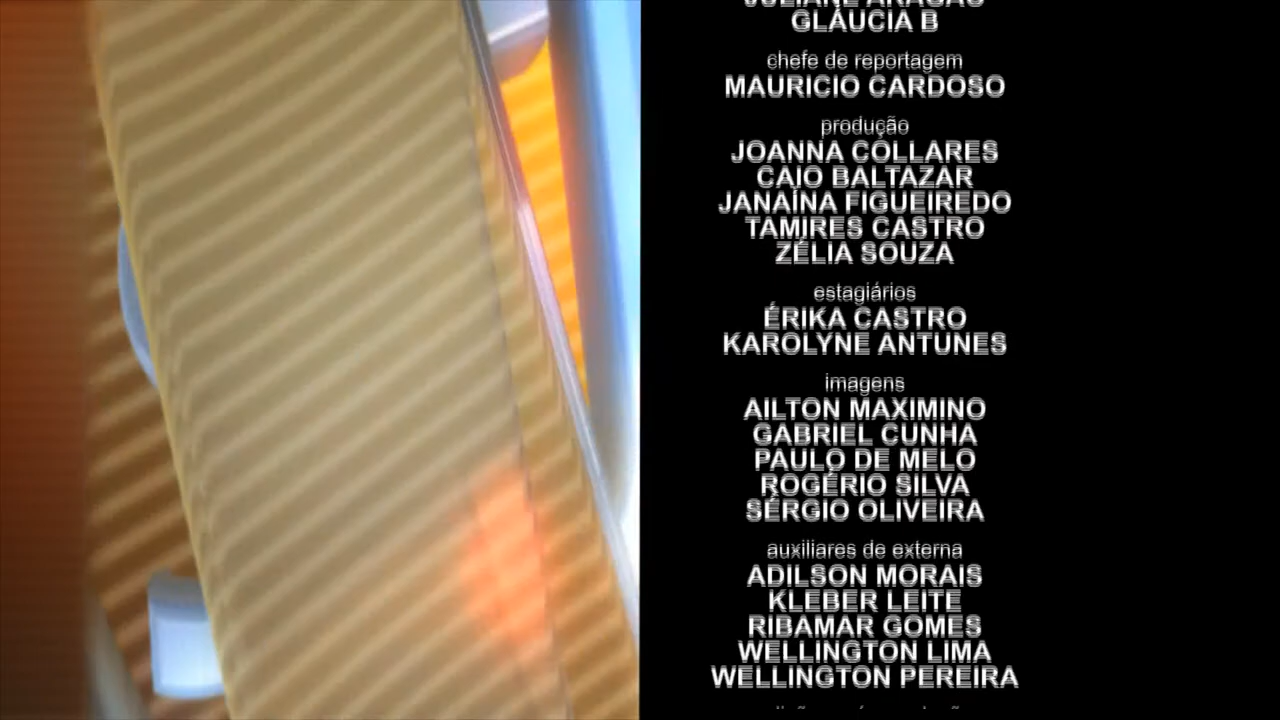 GLÁUCIA B
chefe de reportagem
MAURICIO CARDOSO
produção
JOANNA COLLARES
CAIO BALTAZAR
JANAÍNA FIGUEIREDO
TAMIRES CASTRO
ZÉLIA SOUZA
estagiários
ÉRIKA CASTRO
KAROLYNE ANTUNES
imagens
AILTON MAXIMINO
GABRIEL CUNHA
PAULO DE MELO
ROGÉRIO SILVA
SÉRGIO OLIVEIRA
auxiliares de externa
ADILSON MORAIS
KLEBER LEITE
RIBAMAR GOMES
WELLINGTON LIMA
WELLINGTON PEREIRA